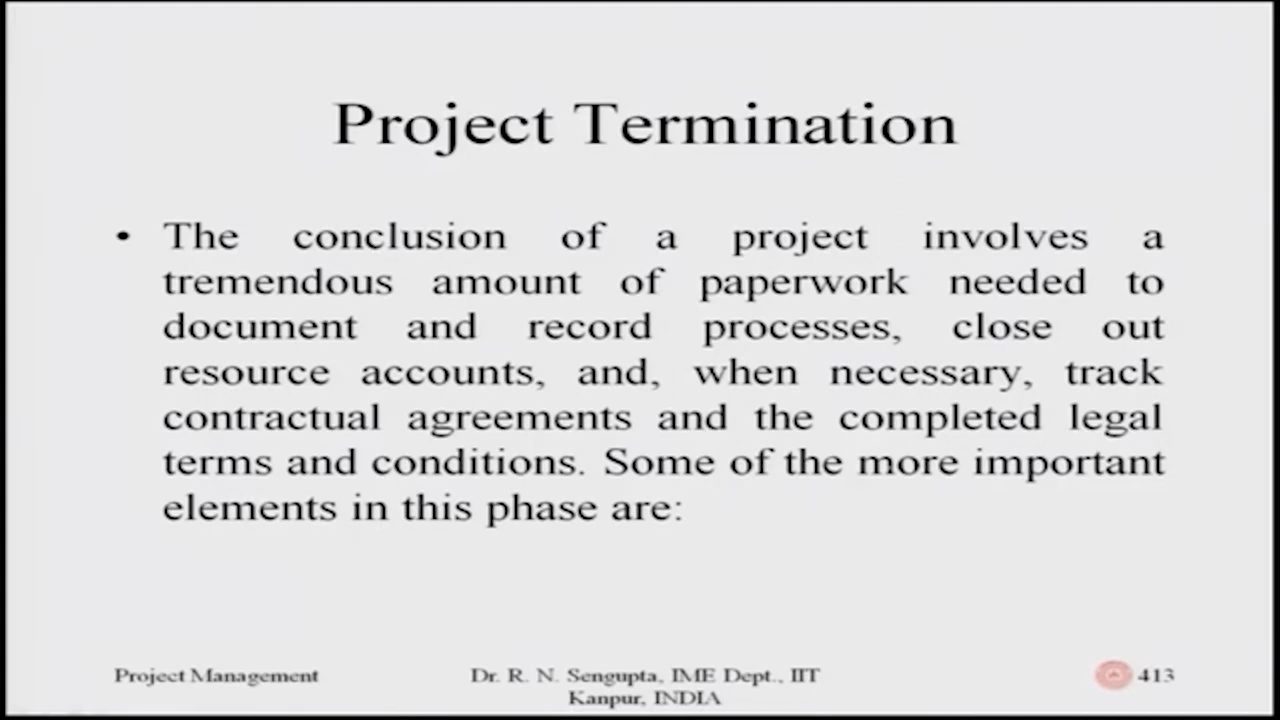 Project Termination
• The conclusion of a project involves a
tremendous amount of paperwork needed to
document and record processes, close out
resource accounts, and, when necessary, track
contractual agreements and the completed legal
terms and conditions. Some of the more important
elements in this phase are:
Project Management
Dr. R. N. Sengupta, IME Dept., IIT
Kanpur, INDIA
413